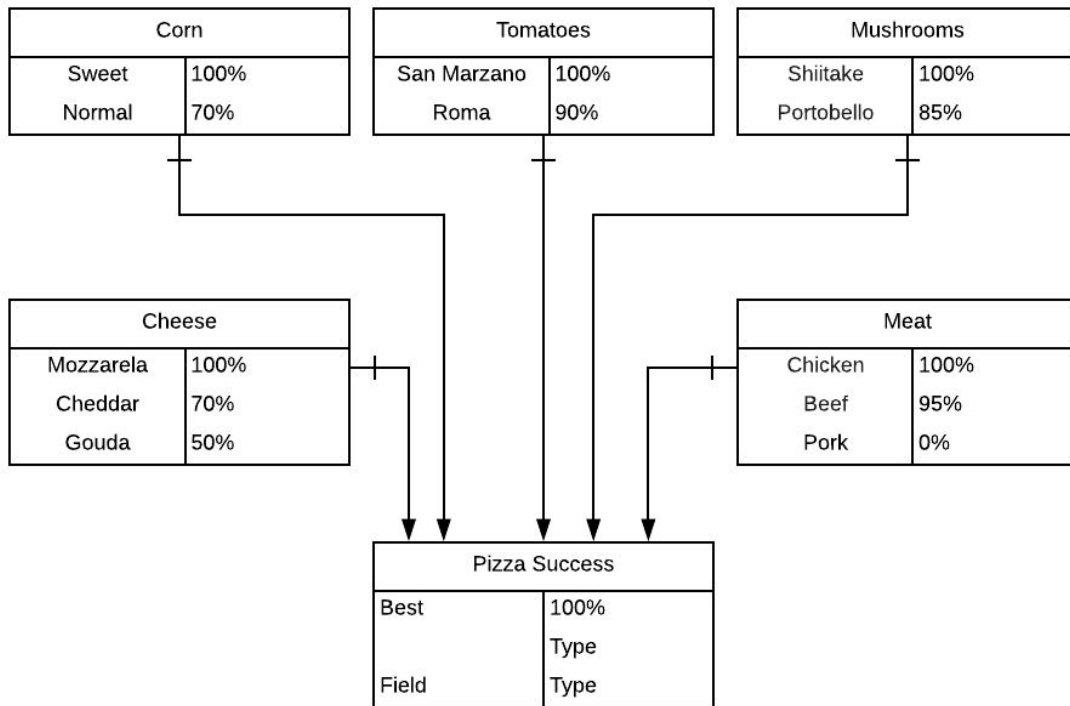 Corn
Sweet 100%
Normal 70%
Tomatoes
San Marzano 100%
Roma 90%
Mushrooms
Shiitake 100%
Portobello 85%
Cheese
Mozzarela 100%
Cheddar 70%
Gouda 50%
Meat
Chicken 100%
Beef 95%
Pork 0%
Pizza Success
Best 100%
Type
Field Type